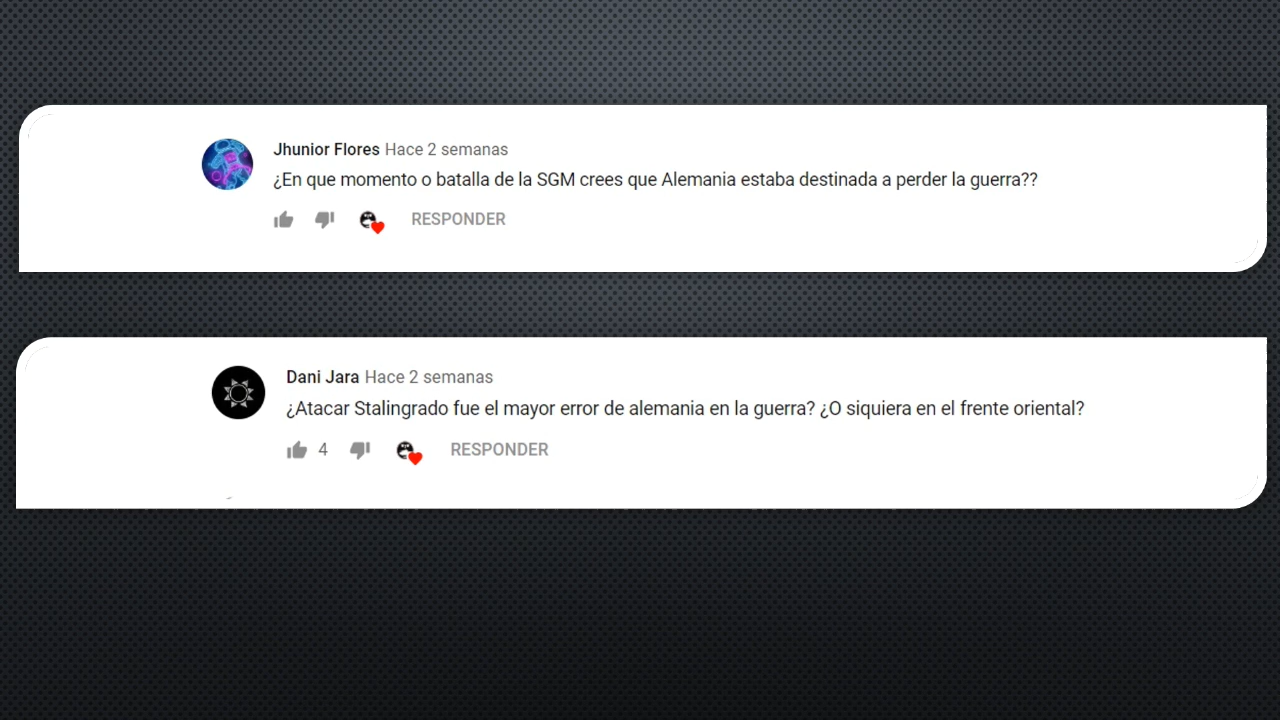 Jhunior Flores Hace 2 semanas
¿En que momento o batalla de la SGM crees que Alemania estaba destinada a perder la guerra??
RESPONDER
Dani Jara Hace 2 semanas
¿Atacar Stalingrado fue el mayor error de alemania en la guerra? ¿O siquiera en el frente oriental?
4 RESPONDER